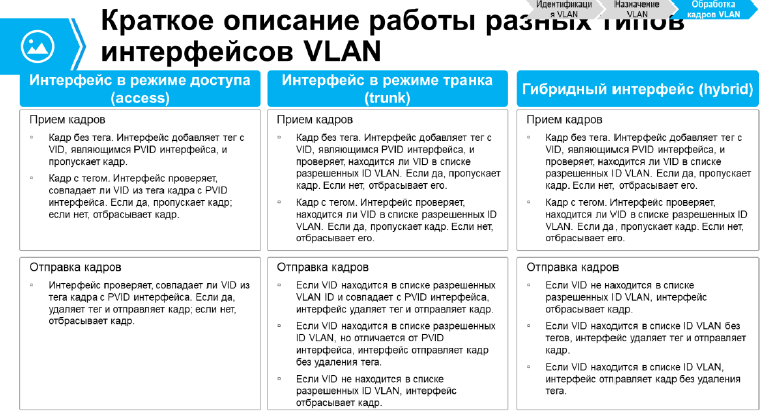 Идентификаци
я VLAN
Назначение
VLAN
Обработка
кадров VLAN
Краткое описание работы разных типов
интерфейсов VLAN
Интерфейс в режиме доступа
(access)
Прием кадров
Кадр без тега. Интерфейс добавляет тег с
VID, являющимся PVID интерфейса, и
пропускает кадр.
Кадр с тегом. Интерфейс проверяет,
совпадает ли VID из тега кадра с PVID
интерфейса. Если да, пропускает кадр;
если нет, отбрасывает кадр.
Отправка кадров
Интерфейс проверяет, совпадает ли VID из
тега кадра с PVID интерфейса. Если да,
удаляет тег и отправляет кадр; если нет,
отбрасывает кадр.
Интерфейс в режиме транка
(trunk)
Прием кадров
Кадр без тега. Интерфейс добавляет тег с
VID, являющимся PVID интерфейса, и
проверяет, находится ли VID в списке
разрешенных ID VLAN. Если да, пропускает
кадр. Если нет, отбрасывает его.
Кадр с тегом. Интерфейс проверяет,
находится ли VID в списке разрешенных ID
VLAN. Если да, пропускает кадр. Если нет,
отбрасывает его.
Отправка кадров
Если VID находится в списке разрешенных
VLAN ID и совпадает с PVID интерфейса,
интерфейс удаляет тег и отправляет кадр.
Если VID находится в списке разрешенных
ID VLAN, но отличается от PVID
интерфейса, интерфейс отправляет кадр
без удаления тега.
Если VID не находится в списке
разрешенных ID VLAN, интерфейс
отбрасывает кадр.
Гибридный интерфейс (hybrid)
Прием кадров
Кадр без тега. Интерфейс добавляет тег с
VID, являющимся PVID интерфейса, и
проверяет, находится ли VID в списке
разрешенных ID VLAN. Если да, пропускает
кадр. Если нет, отбрасывает его.
Кадр с тегом. Интерфейс проверяет,
находится ли VID в списке разрешенных ID
VLAN. Если да, пропускает кадр. Если нет,
отбрасывает его.
Отправка кадров
Если VID не находится в списке
разрешенных ID VLAN, интерфейс
отбрасывает кадр.
Если VID находится в списке ID VLAN без
тегов, интерфейс удаляет тег и отправляет
кадр.
Если VID находится в списке ID VLAN,
интерфейс отправляет кадр без удаления
тега.